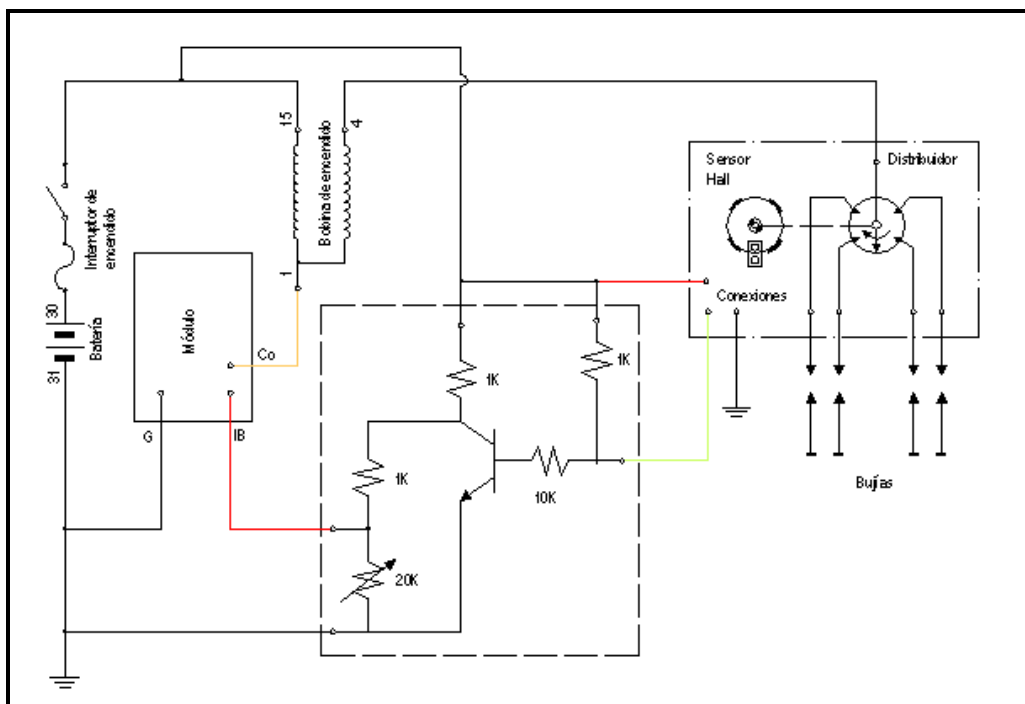 15
4
Bobina de encendido
Sensor
Hall
Distribuidor
Interruptor de
encendido
1
Conexiones
30
Batería
31
Módulo
Co
G
IB
1K
1K
1K
10K
20K
Bujías